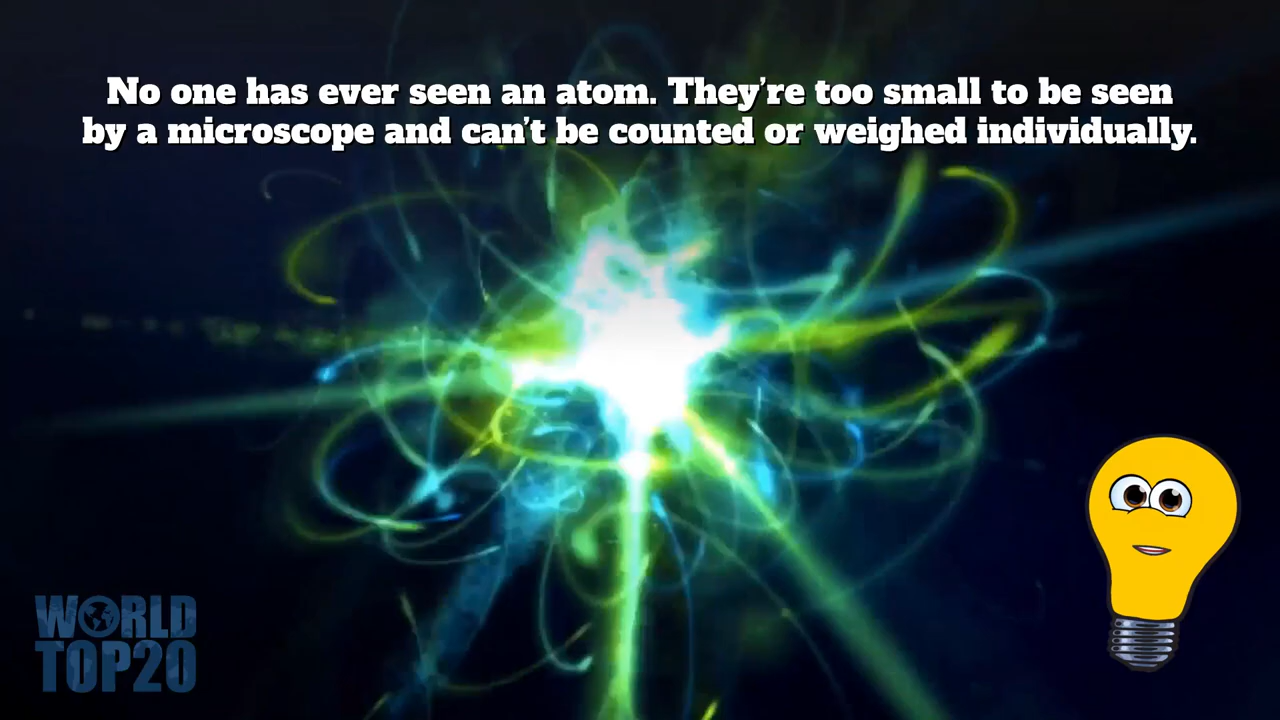 No one has ever seen an atom. They’re too small to be seen
by a microscope and can’t be counted or weighed individually.
WORLD
TOP20